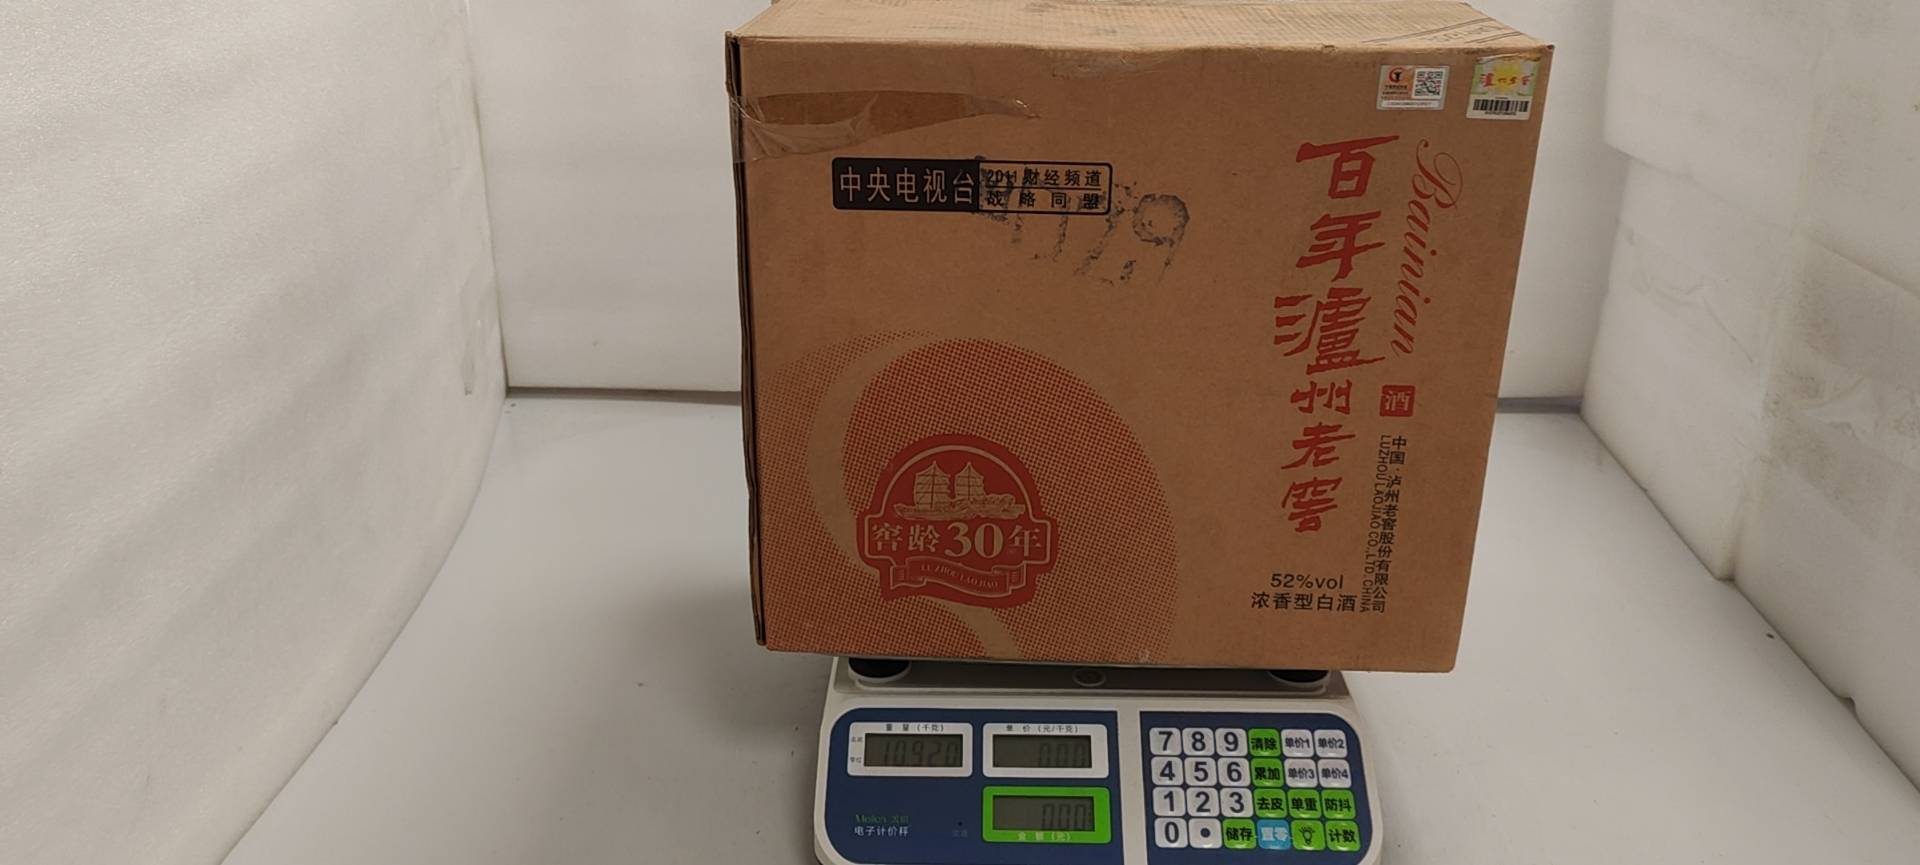 中央电视台
2011财经频道
战略同盟
百年泸州老窖
Bainian
酒
中国·泸州老窖股份有限公司
LUZHOU LAOJIAO CO.,LTD.CHINA
窖龄30年
LUZHOU LAOJIAO
52%vol
浓香型白酒
重量(千克)
单价(元/千克)
10.920
0.00
0.00
金额(元)
电子计价秤
7 8 9 清除 单价1 单价2
4 5 6 累加 单价3 单价4
1 2 3 去皮 单重 防抖
0 . 储存 置零 计数